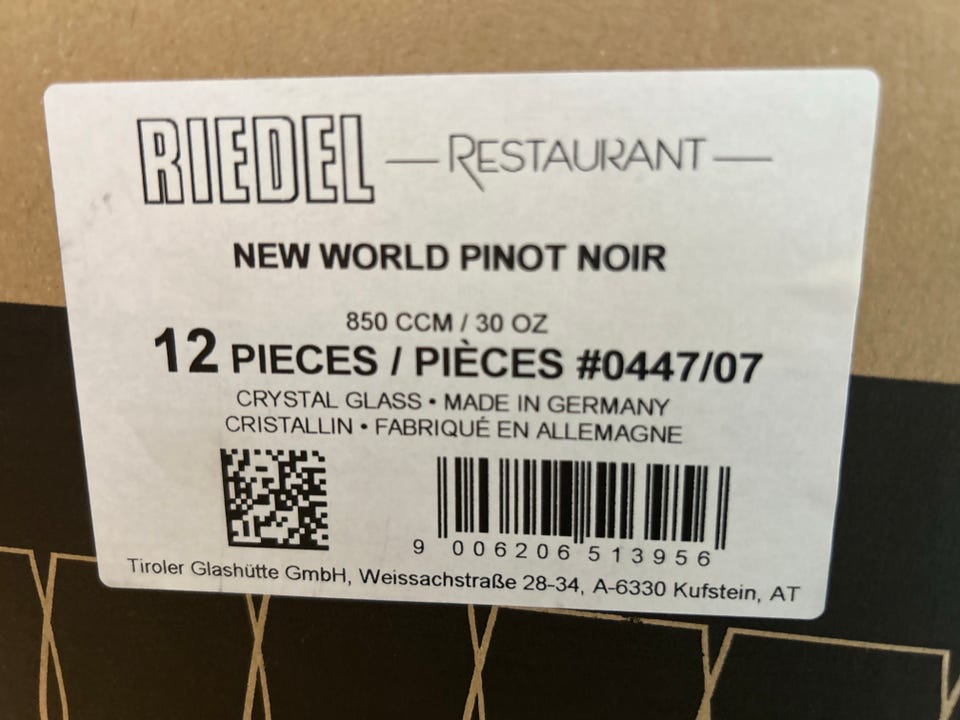 RIEDEL — RESTAURANT —
NEW WORLD PINOT NOIR
850 CCM / 30 OZ
12 PIECES / PIÈCES #0447/07
CRYSTAL GLASS • MADE IN GERMANY
CRISTALLIN • FABRIQUÉ EN ALLEMAGNE
9 006206 513956
Tiroler Glashütte GmbH, Weissachstraße 28-34, A-6330 Kufstein, AT